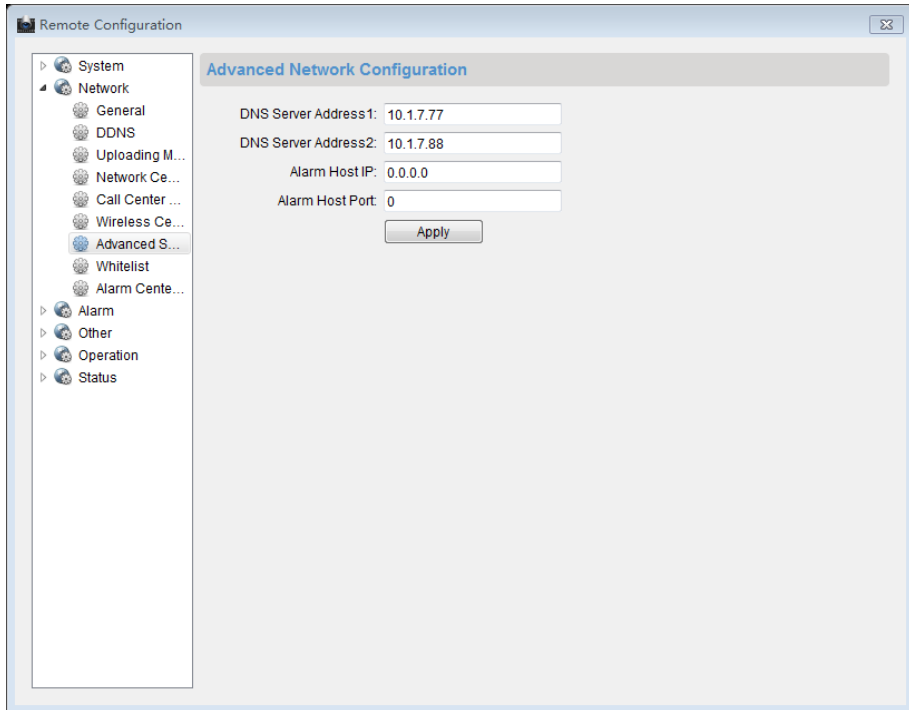 Remote Configuration
System
Network
General
DDNS
Uploading M...
Network Ce...
Call Center ...
Wireless Ce...
Advanced S...
Whitelist
Alarm Cente...
Alarm
Other
Operation
Status
Advanced Network Configuration
DNS Server Address1: 10.1.7.77
DNS Server Address2: 10.1.7.88
Alarm Host IP: 0.0.0.0
Alarm Host Port: 0
Apply